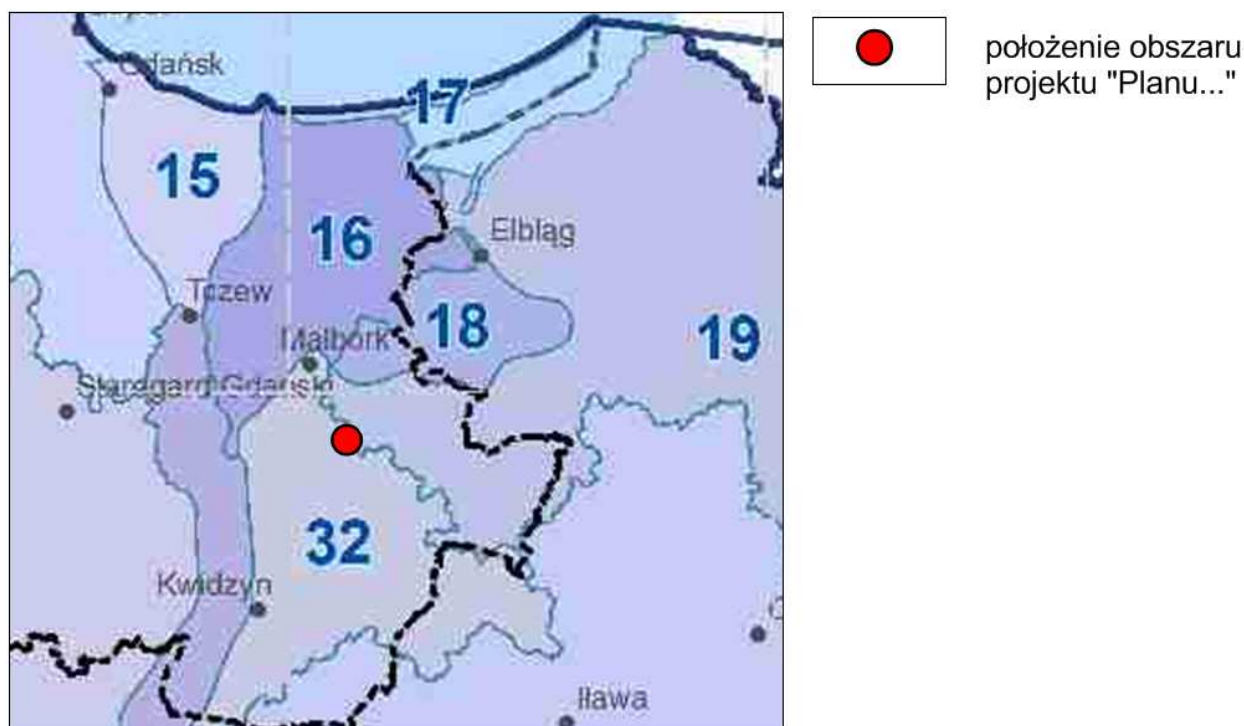 Gdańsk
położenie obszaru
projektu "Planu..."
17
15
16
Elbląg
Tczew
18
19
Malbork
Starogard Gdański
32
Kwidzyn
Iława